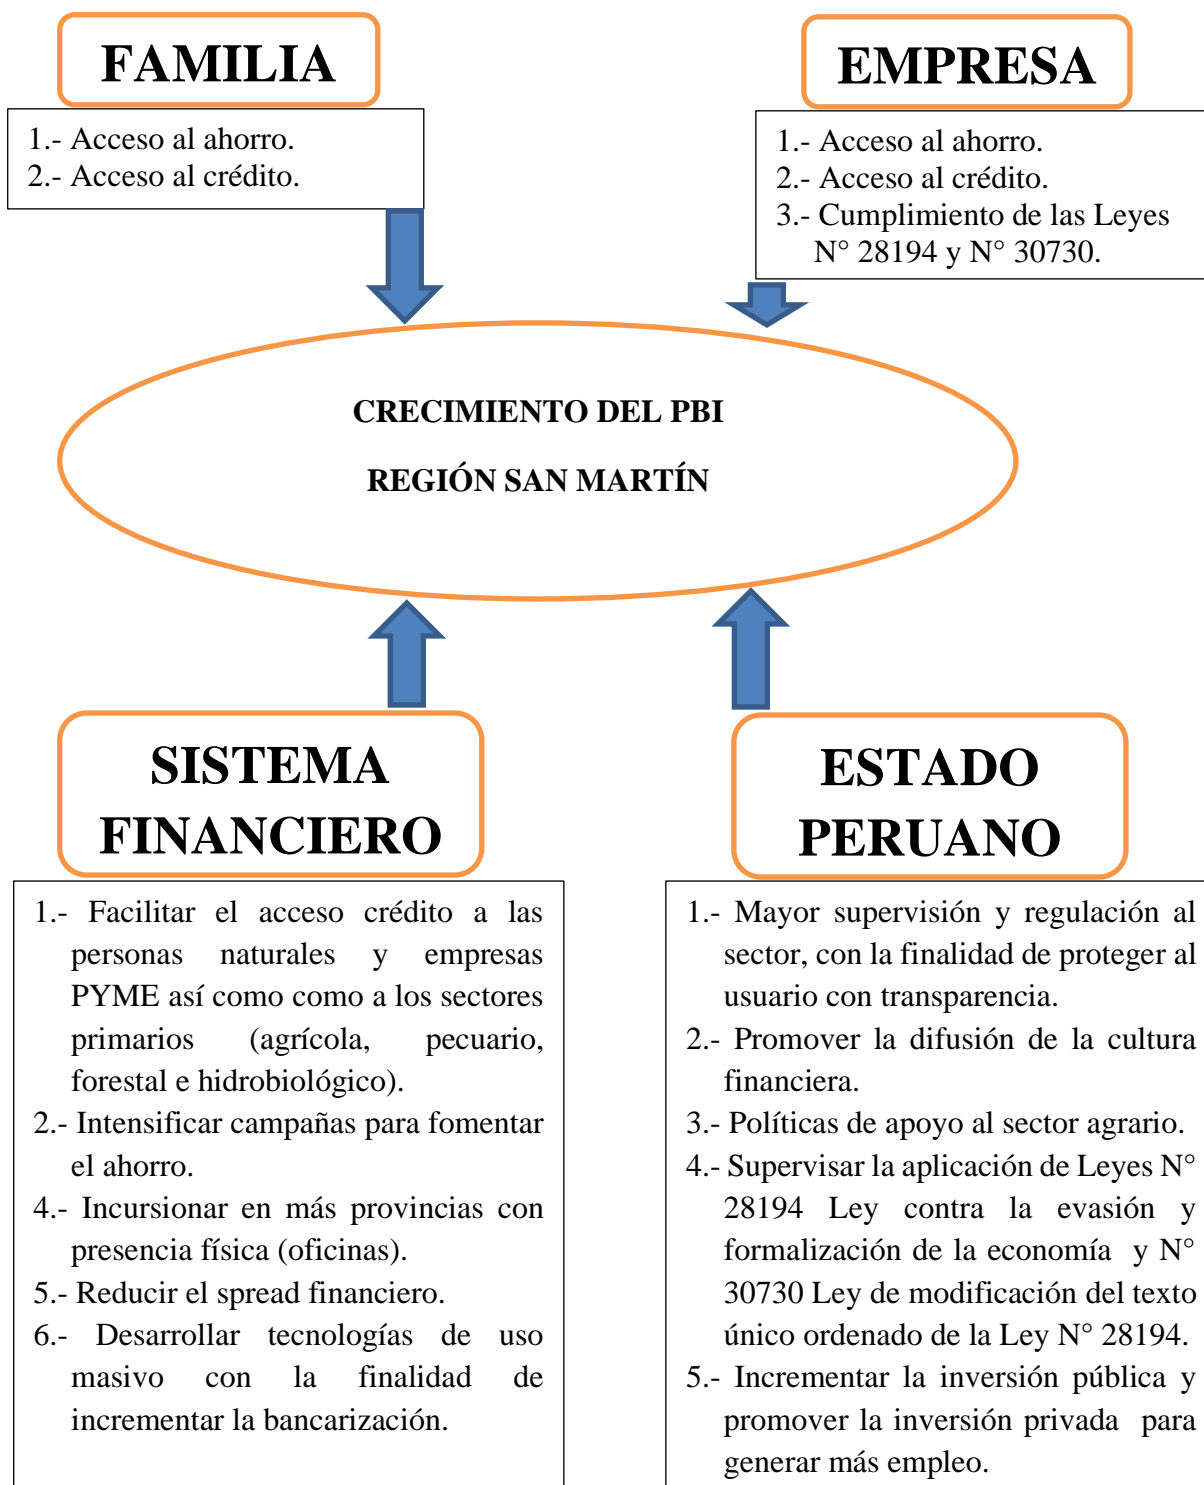 FAMILIA
1.- Acceso al ahorro.
2.- Acceso al crédito.
EMPRESA
1.- Acceso al ahorro.
2.- Acceso al crédito.
3.- Cumplimiento de las Leyes
N° 28194 y N° 30730.
CRECIMIENTO DEL PBI
REGIÓN SAN MARTÍN
SISTEMA
FINANCIERO
1.- Facilitar el acceso crédito a las
personas naturales y empresas
PYME así como como a los sectores
primarios (agrícola, pecuario,
forestal e hidrobiológico).
2.- Intensificar campañas para fomentar
el ahorro.
4.- Incursionar en más provincias con
presencia física (oficinas).
5.- Reducir el spread financiero.
6.- Desarrollar tecnologías de uso
masivo con la finalidad de
incrementar la bancarización.
ESTADO
PERUANO
1.- Mayor supervisión y regulación al
sector, con la finalidad de proteger al
usuario con transparencia.
2.- Promover la difusión de la cultura
financiera.
3.- Políticas de apoyo al sector agrario.
4.- Supervisar la aplicación de Leyes N°
28194 Ley contra la evasión y
formalización de la economía y N°
30730 Ley de modificación del texto
único ordenado de la Ley N° 28194.
5.- Incrementar la inversión pública y
promover la inversión privada para
generar más empleo.